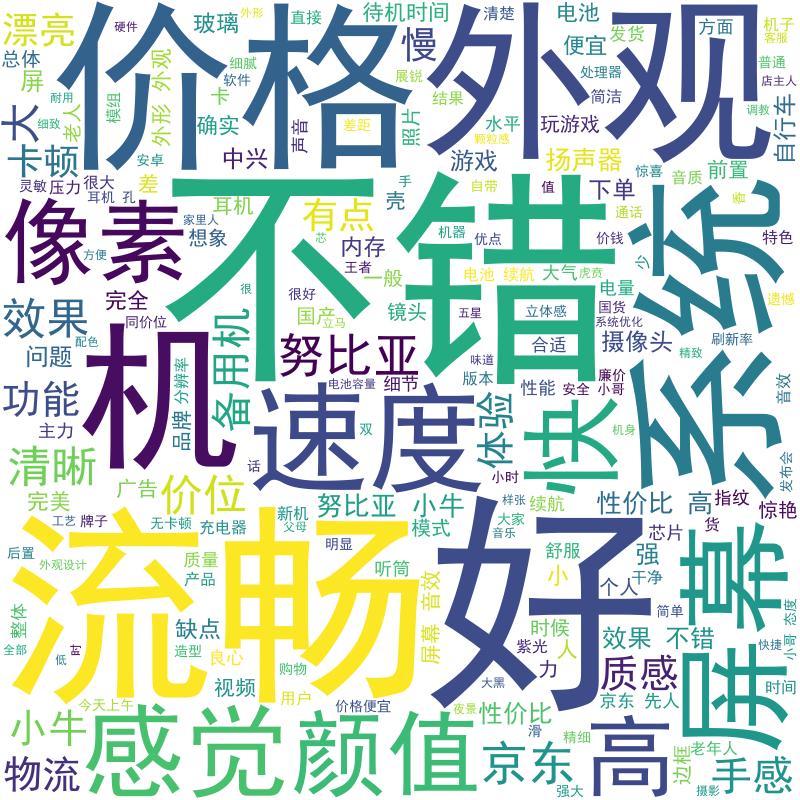 漂亮
价格
外观
硬件
外形
直接
玻璃
待机时间
清楚
电池
方面
机子
客服
总体
细腻
慢
便宜
发货
屏
外观
软件
展锐
处理器
普通
耐用
模组
卡
结果
简洁
店主人
大
细致
老人
外形
确实
声音
差距
照片
水平
玩游戏
调教
自行车
颗粒感
卡顿
安卓
中兴
游戏
扬声器
惊喜
音质
前置
灵敏
压力
很大
差
不错
手
自带
值
下单
耳机
孔
耳机
壳
通话
香
系统
像素
家里人
有点
想象
芯
机器
优点
价钱
特色
方便
内存
王者
一般
电池
续航
大气
虎贲
电量
少
效果
完全
很
很好
五星
立体感
国货
遗憾
同价位
备用机
国产
立马
镜头
系统优化
配色
合适
摄像头
刷新率
问题
机
努比亚
味道
精致
分辨率
版本
性能
安全
廉价
小哥
功能
品牌
电池容量
细节
音效
主力
速度
体验
快
双
机身
清晰
话
小时
发布会
完美
广告
价位
新机
努比亚
小牛
续航
性价比
高
指纹
惊艳
工艺
牌子
无卡顿
充电器
父母
模式
大家
样张
音乐
芯片
货
流畅
好
明显
后置
外观设计
质量
产品
听筒
舒服
强
屏幕
小
个人
干净
音效
屏幕
简单
态度
整体
缺点
时候
效果
不错
快捷
造型
良心
紫光
人
全部
低
购物
力
质感
小哥
视频
大黑
时间
今天上午
用户
价格便宜
夜景
性价比
京东
先人
小牛
感觉
颜值
滑
高
老年人
边框
物流
精细
京东
手感
强大
摄影